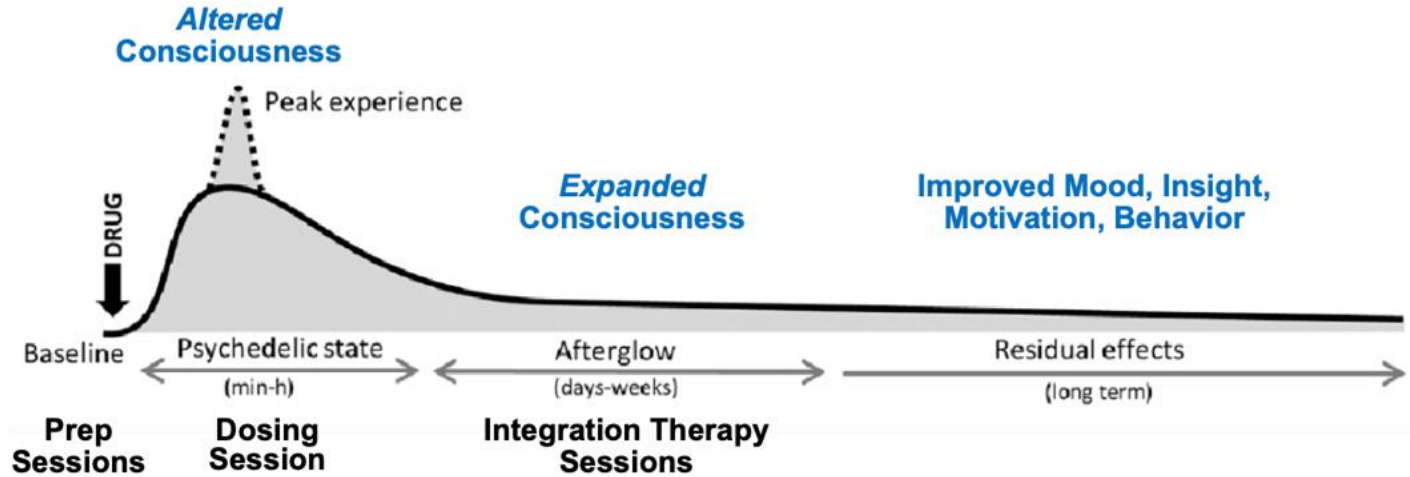 Altered
Consciousness
Peak experience
DRUG
Expanded
Consciousness
Improved Mood, Insight,
Motivation, Behavior
Baseline
Psychedelic state
(min-h)
Afterglow
(days-weeks)
Residual effects
(long term)
Prep
Sessions
Dosing
Session
Integration Therapy
Sessions